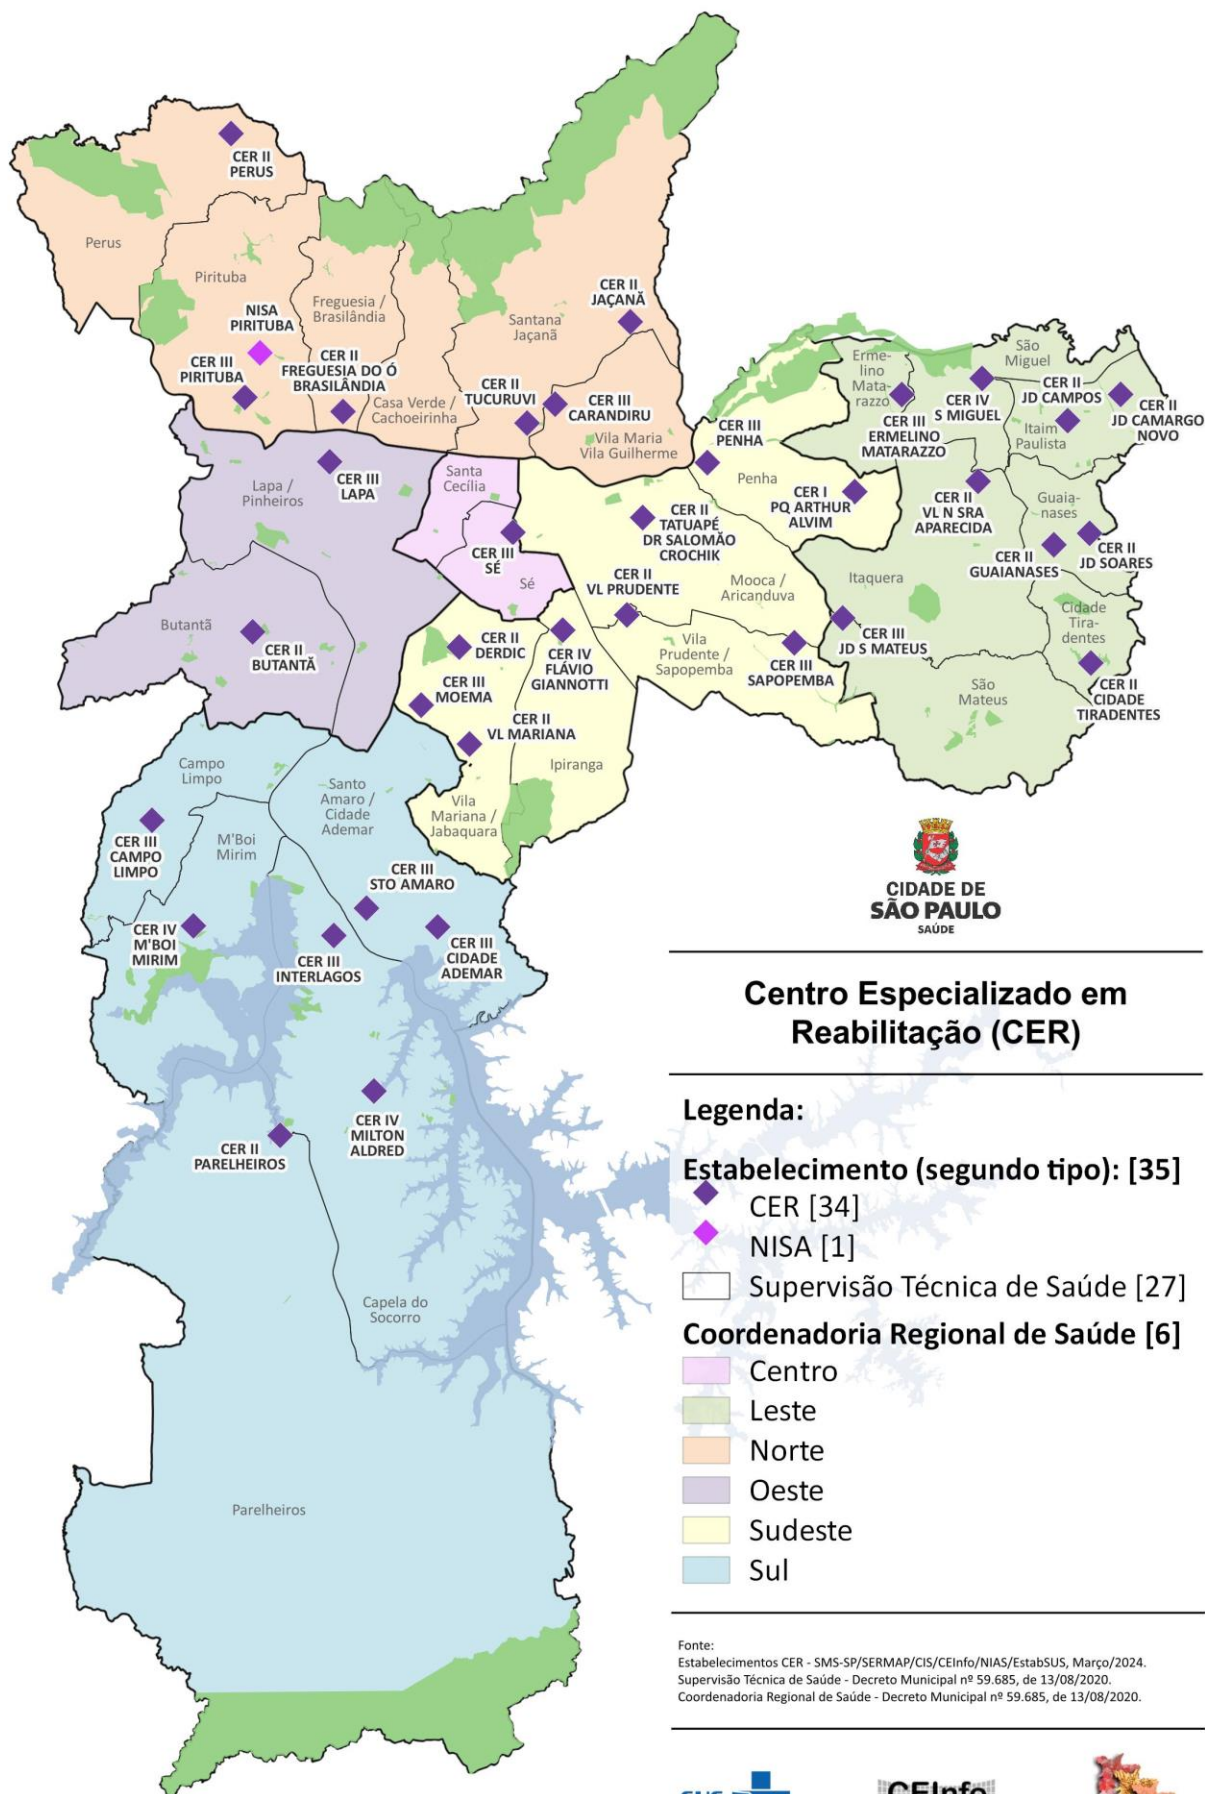 CER II
PERUS
Perus
Pirituba
NISA
PIRITUBA
CER III
PIRITUBA
Freguesia /
Brasilândia
CER II
FREGUESIA DO Ó
BRASILÂNDIA
Casa Verde /
Cachoeirinha
Santana
Jaçanã
CER II
JAÇANÃ
CER II
TUCURUVI
CER III
CARANDIRU
Vila Maria
Vila Guilherme
Erme-
lino
Mata-
razzo
CER III
ERMELINO
MATARAZZO
São
Miguel
CER IV
S MIGUEL
CER II
JD CAMPOS
Itaim
Paulista
CER II
JD CAMARGO
NOVO
CER III
PENHA
Penha
CER I
PQ ARTHUR
ALVIM
CER II
VL N SRA
APARECIDA
Guaia-
nases
CER II
GUAIANASES
CER II
JD SOARES
Lapa /
Pinheiros
CER III
LAPA
Santa
Cecília
CER III
SÉ
Sé
CER II
TATUAPÉ
DR SALOMÃO
CROCHIK
CER II
VL PRUDENTE
Mooca /
Aricanduva
Itaquera
Cidade
Tira-
dentes
CER II
CIDADE
TIRADENTES
Butantã
CER II
BUTANTÃ
CER II
DERDIC
CER IV
FLÁVIO
GIANNOTTI
Vila
Prudente /
Sapopemba
CER III
SAPOPEMBA
CER III
JD S MATEUS
São
Mateus
CER III
MOEMA
CER II
VL MARIANA
Ipiranga
Vila
Mariana /
Jabaquara
Campo
Limpo
Santo
Amaro /
Cidade
Ademar
CER III
CAMPO
LIMPO
M'Boi
Mirim
CER III
STO AMARO
CER IV
M'BOI
MIRIM
CER III
INTERLAGOS
CER III
CIDADE
ADEMAR
CER IV
MILTON
ALDRED
CER II
PARELHEIROS
Capela do
Socorro
Parelheiros
CIDADE DE
SÃO PAULO
SAÚDE
Centro Especializado em
Reabilitação (CER)
Legenda:
Estabelecimento (segundo tipo): [35]
CER [34]
NISA [1]
Supervisão Técnica de Saúde [27]
Coordenadoria Regional de Saúde [6]
Centro
Leste
Norte
Oeste
Sudeste
Sul
Fonte:
Estabelecimentos CER - SMS-SP/SERMAP/CIS/CEInfo/NIAS/EstabSUS, Março/2024.
Supervisão Técnica de Saúde - Decreto Municipal nº 59.685, de 13/08/2020.
Coordenadoria Regional de Saúde - Decreto Municipal nº 59.685, de 13/08/2020.
SUS
CEInfo